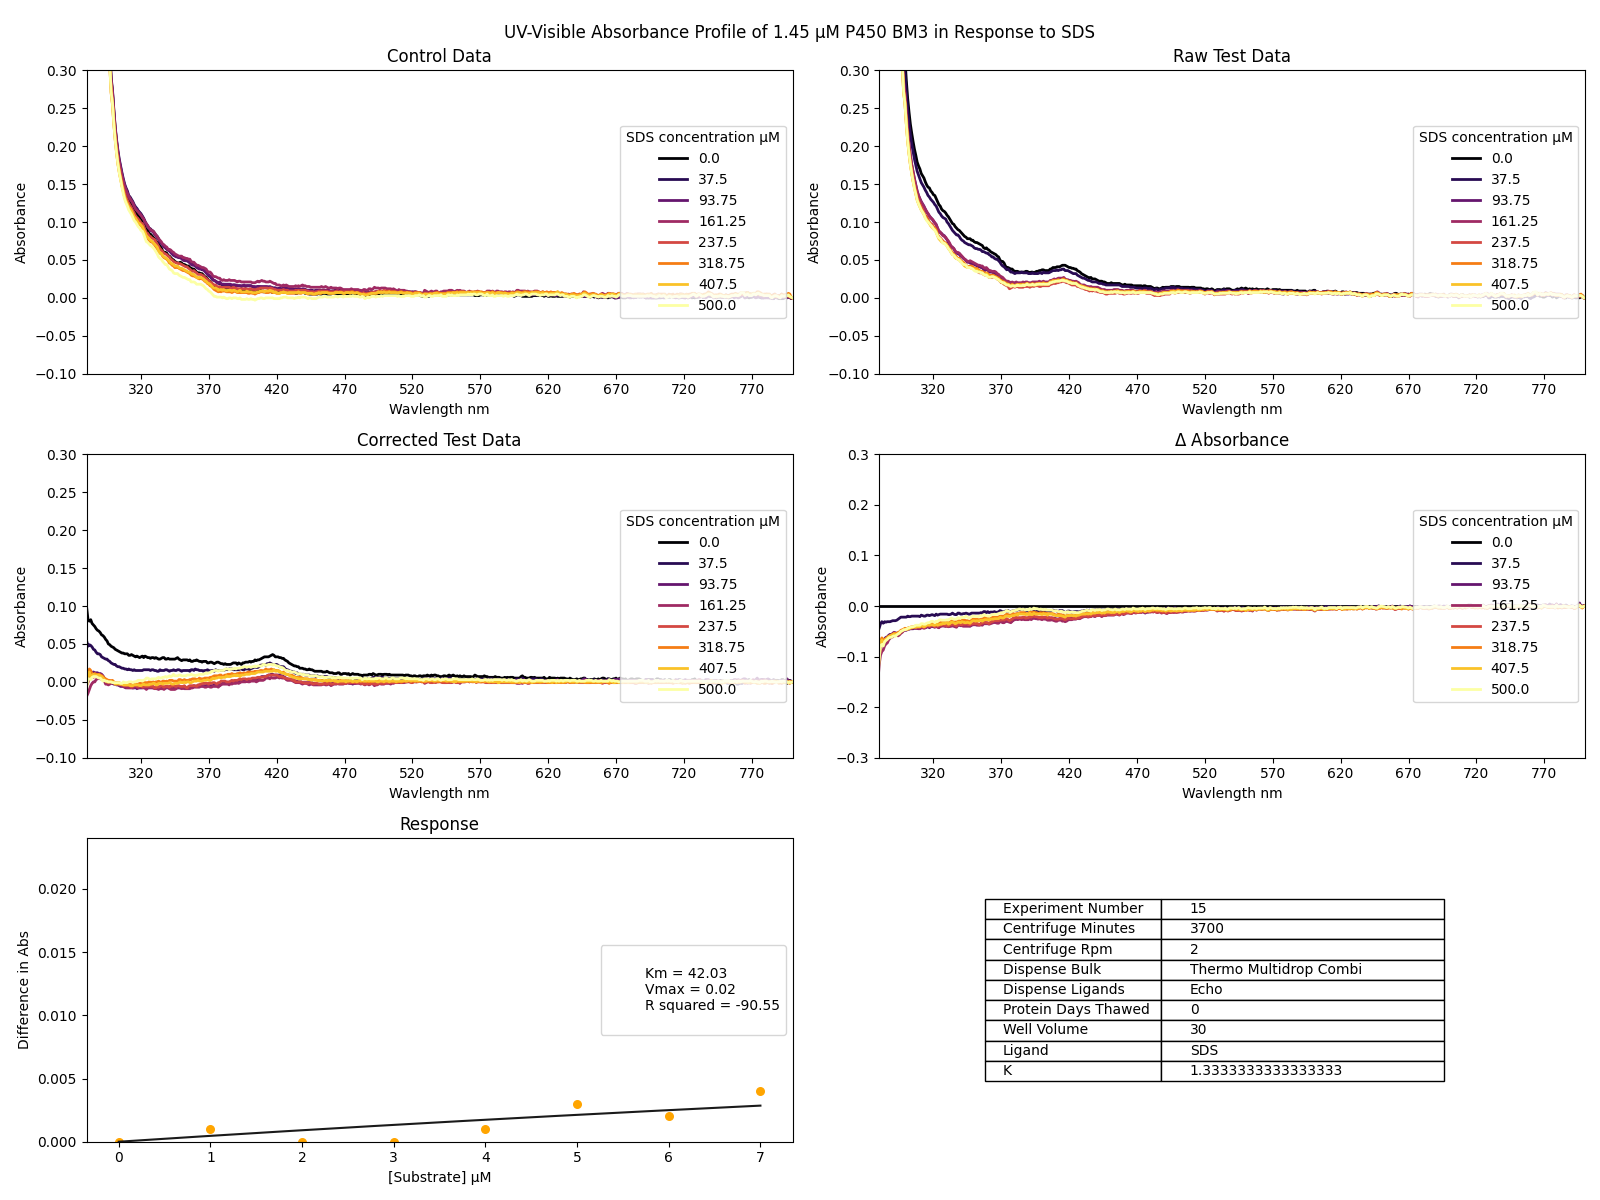 UV-Visible Absorbance Profile of 1.45 μM P450 BM3 in Response to SDS
Control Data
0.30
0.25
0.20
0.15
0.10
0.05
0.00
−0.05
−0.10
Absorbance
320 370 420 470 520 570 620 670 720 770
Wavlength nm
SDS concentration μM
0.0
37.5
93.75
161.25
237.5
318.75
407.5
500.0
Raw Test Data
0.30
0.25
0.20
0.15
0.10
0.05
0.00
−0.05
−0.10
Absorbance
320 370 420 470 520 570 620 670 720 770
Wavlength nm
SDS concentration μM
0.0
37.5
93.75
161.25
237.5
318.75
407.5
500.0
Corrected Test Data
0.30
0.25
0.20
0.15
0.10
0.05
0.00
−0.05
−0.10
Absorbance
320 370 420 470 520 570 620 670 720 770
Wavlength nm
SDS concentration μM
0.0
37.5
93.75
161.25
237.5
318.75
407.5
500.0
Δ Absorbance
0.3
0.2
0.1
0.0
−0.1
−0.2
−0.3
Absorbance
320 370 420 470 520 570 620 670 720 770
Wavlength nm
SDS concentration μM
0.0
37.5
93.75
161.25
237.5
318.75
407.5
500.0
Response
0.020
0.015
0.010
0.005
0.000
Difference in Abs
0 1 2 3 4 5 6 7
[Substrate] μM
Km = 42.03
Vmax = 0.02
R squared = -90.55
Experiment Number 15
Centrifuge Minutes 3700
Centrifuge Rpm 2
Dispense Bulk Thermo Multidrop Combi
Dispense Ligands Echo
Protein Days Thawed 0
Well Volume 30
Ligand SDS
K 1.3333333333333333